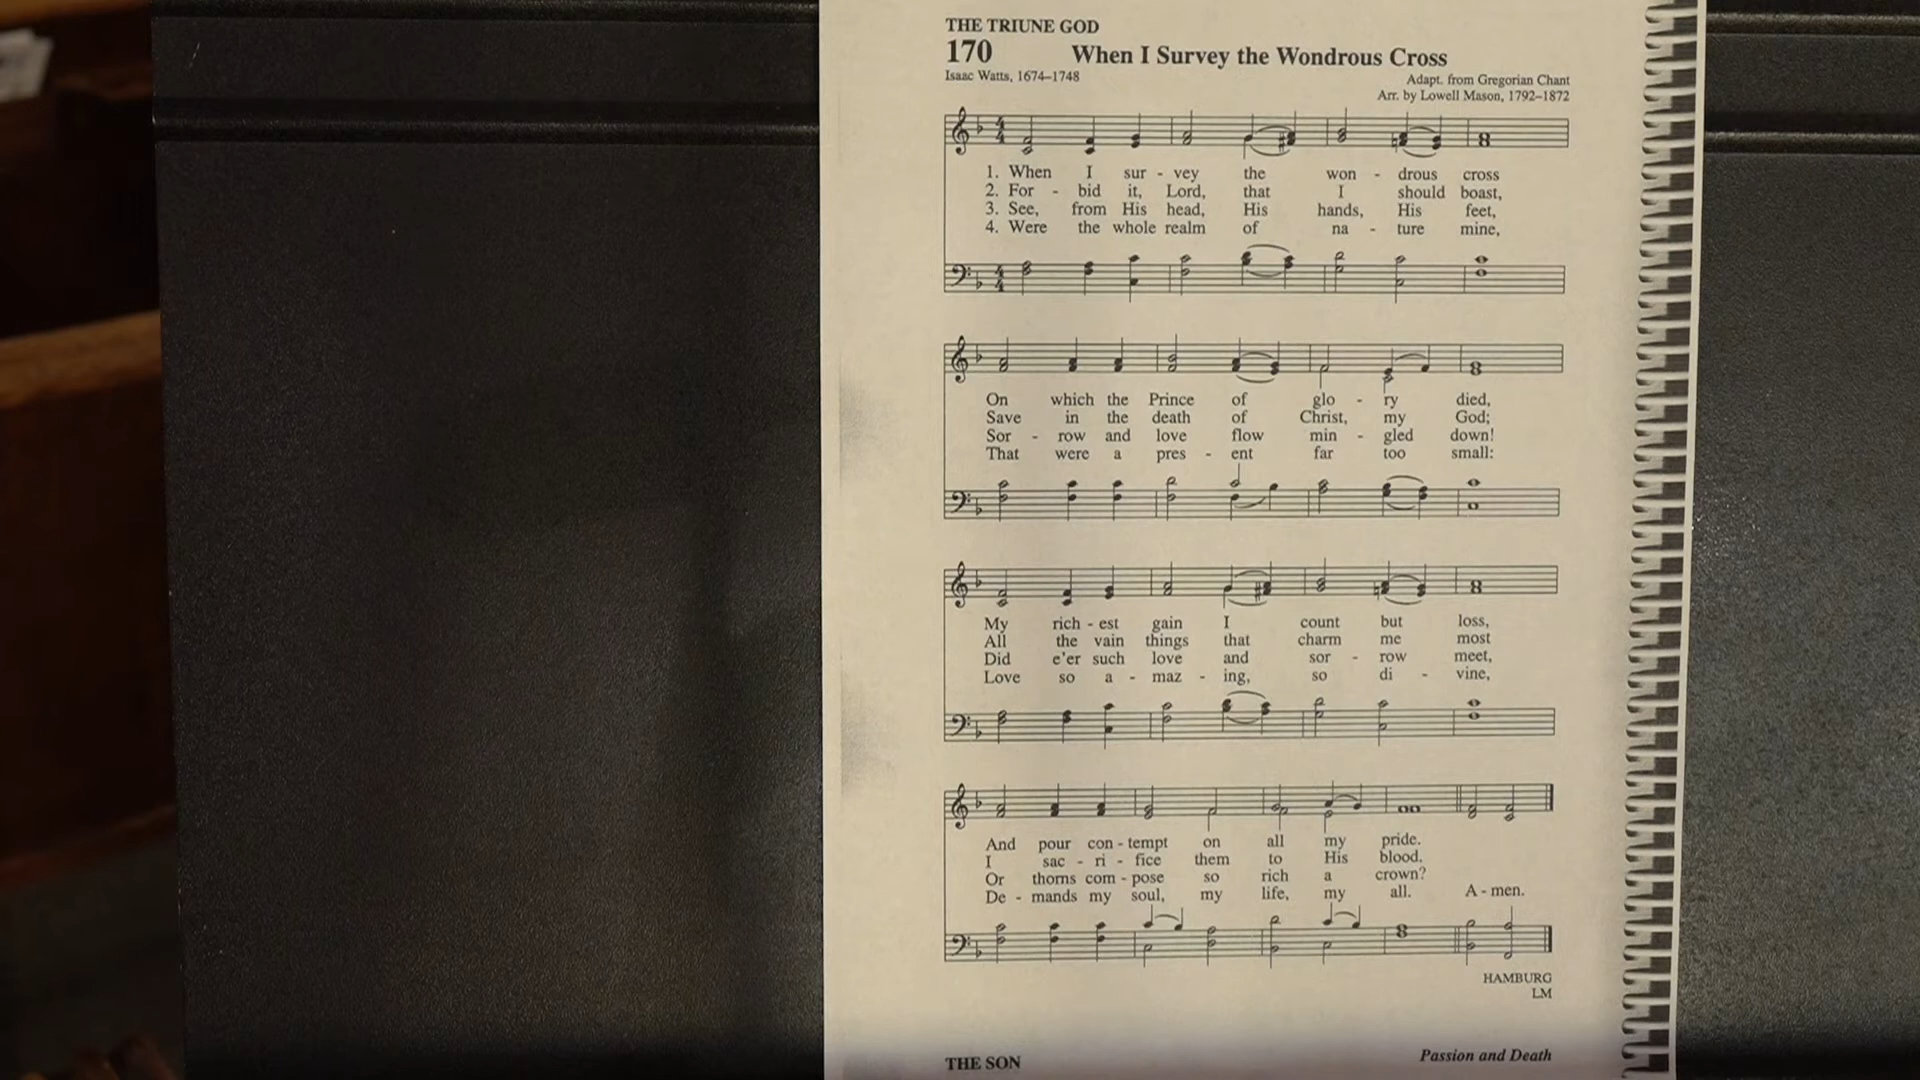 THE TRIUNE GOD
170 When I Survey the Wondrous Cross
Isaac Watts, 1674–1748
Adapt. from Gregorian Chant
Arr. by Lowell Mason, 1792–1872
1. When I sur - vey the won - drous cross
2. For - bid it, Lord, that I should boast,
3. See, from His head, His hands, His feet,
4. Were the whole realm of na - ture mine,
On which the Prince of glo - ry died,
Save in the death of Christ, my God;
Sor - row and love flow min - gled down!
That were a pres - ent far too small:
My rich - est gain I count but loss,
All the vain things that charm me most
Did e'er such love and sor - row meet,
Love so a - maz - ing, so di - vine,
And pour con - tempt on all my pride.
I sac - ri - fice them to His blood.
Or thorns com - pose so rich a crown?
De - mands my soul, my life, my all. A - men.
HAMBURG
LM
THE SON
Passion and Death